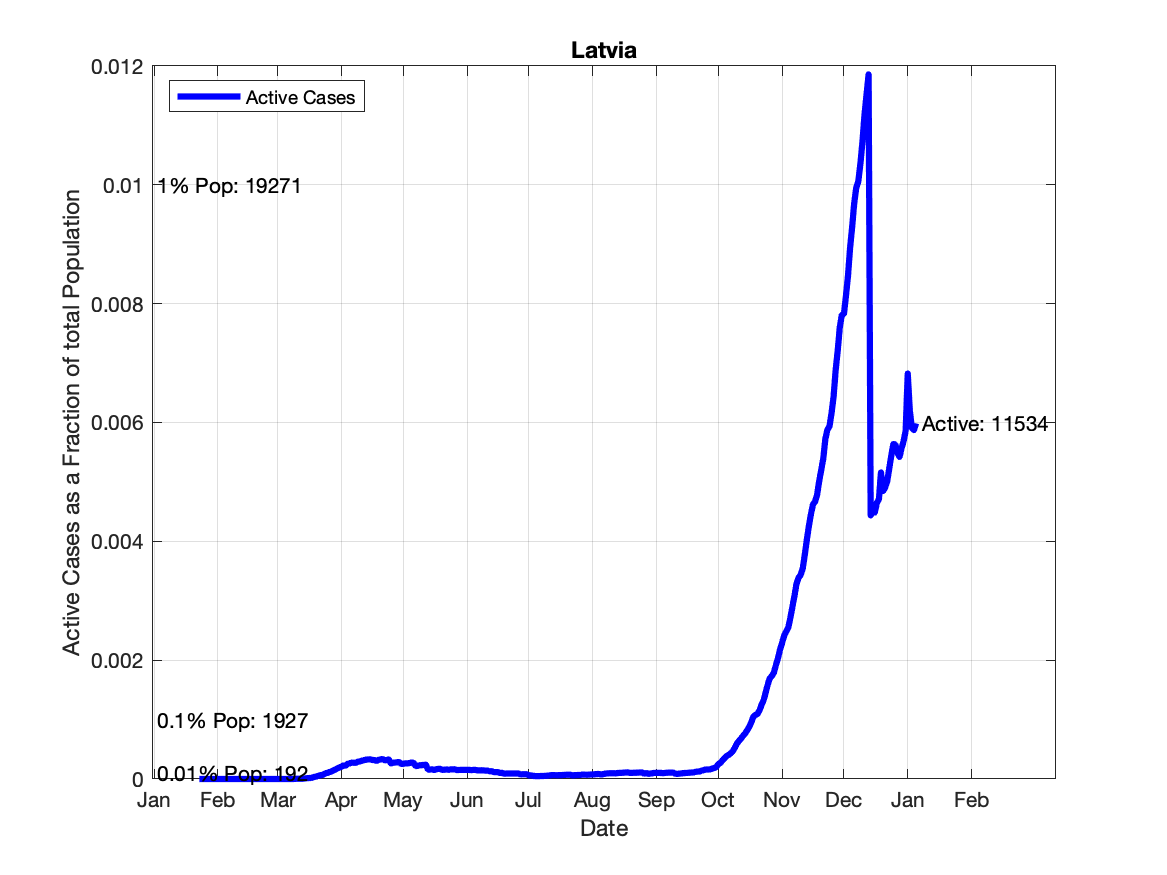 Latvia
Active Cases
0.012
0.01
0.008
0.006
0.004
0.002
0
1% Pop: 19271
0.1% Pop: 1927
0.01% Pop: 192
Active: 11534
Active Cases as a Fraction of total Population
Jan Feb Mar Apr May Jun Jul Aug Sep Oct Nov Dec Jan Feb
Date